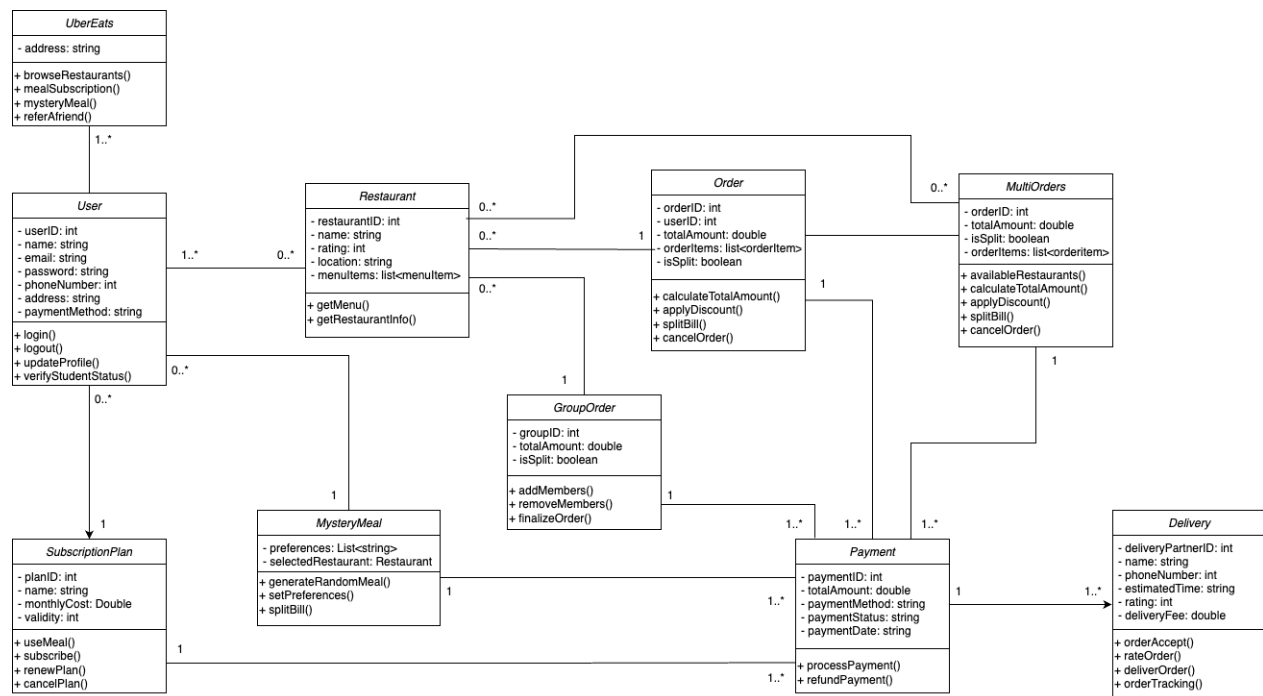 UberEats
- address: string
+ browseRestaurants()
+ mealSubscription()
+ mysteryMeal()
+ referAfriend()
1..*
User
- userID: int
- name: string
- email: string
- password: string
- phoneNumber: int
- address: string
- paymentMethod: string
+ login()
+ logout()
+ updateProfile()
+ verifyStudentStatus()
1..*
0..*
0..*
0..*
1
1
Restaurant
- restaurantID: int
- name: string
- rating: int
- location: string
- menuItems: list<menuItem>
+ getMenu()
+ getRestaurantInfo()
0..*
0..*
0..*
1
1
0..*
Order
- orderID: int
- userID: int
- totalAmount: double
- orderItems: list<orderItem>
- isSplit: boolean
+ calculateTotalAmount()
+ applyDiscount()
+ splitBill()
+ cancelOrder()
1
MultiOrders
- orderID: int
- totalAmount: double
- isSplit: boolean
- orderItems: list<orderitem>
+ availableRestaurants()
+ calculateTotalAmount()
+ applyDiscount()
+ splitBill()
+ cancelOrder()
1
GroupOrder
- groupID: int
- totalAmount: double
- isSplit: boolean
+ addMembers()
+ removeMembers()
+ finalizeOrder()
1
1..*
1..*
1..*
SubscriptionPlan
- planID: int
- name: string
- monthlyCost: Double
- validity: int
+ useMeal()
+ subscribe()
+ renewPlan()
+ cancelPlan()
1
1..*
MysteryMeal
- preferences: List<string>
- selectedRestaurant: Restaurant
+ generateRandomMeal()
+ setPreferences()
+ splitBill()
1
1..*
Payment
- paymentID: int
- totalAmount: double
- paymentMethod: string
- paymentStatus: string
- paymentDate: string
+ processPayment()
+ refundPayment()
1
1..*
Delivery
- deliveryPartnerID: int
- name: string
- phoneNumber: int
- estimatedTime: string
- rating: int
- deliveryFee: double
+ orderAccept()
+ rateOrder()
+ deliverOrder()
+ orderTracking()